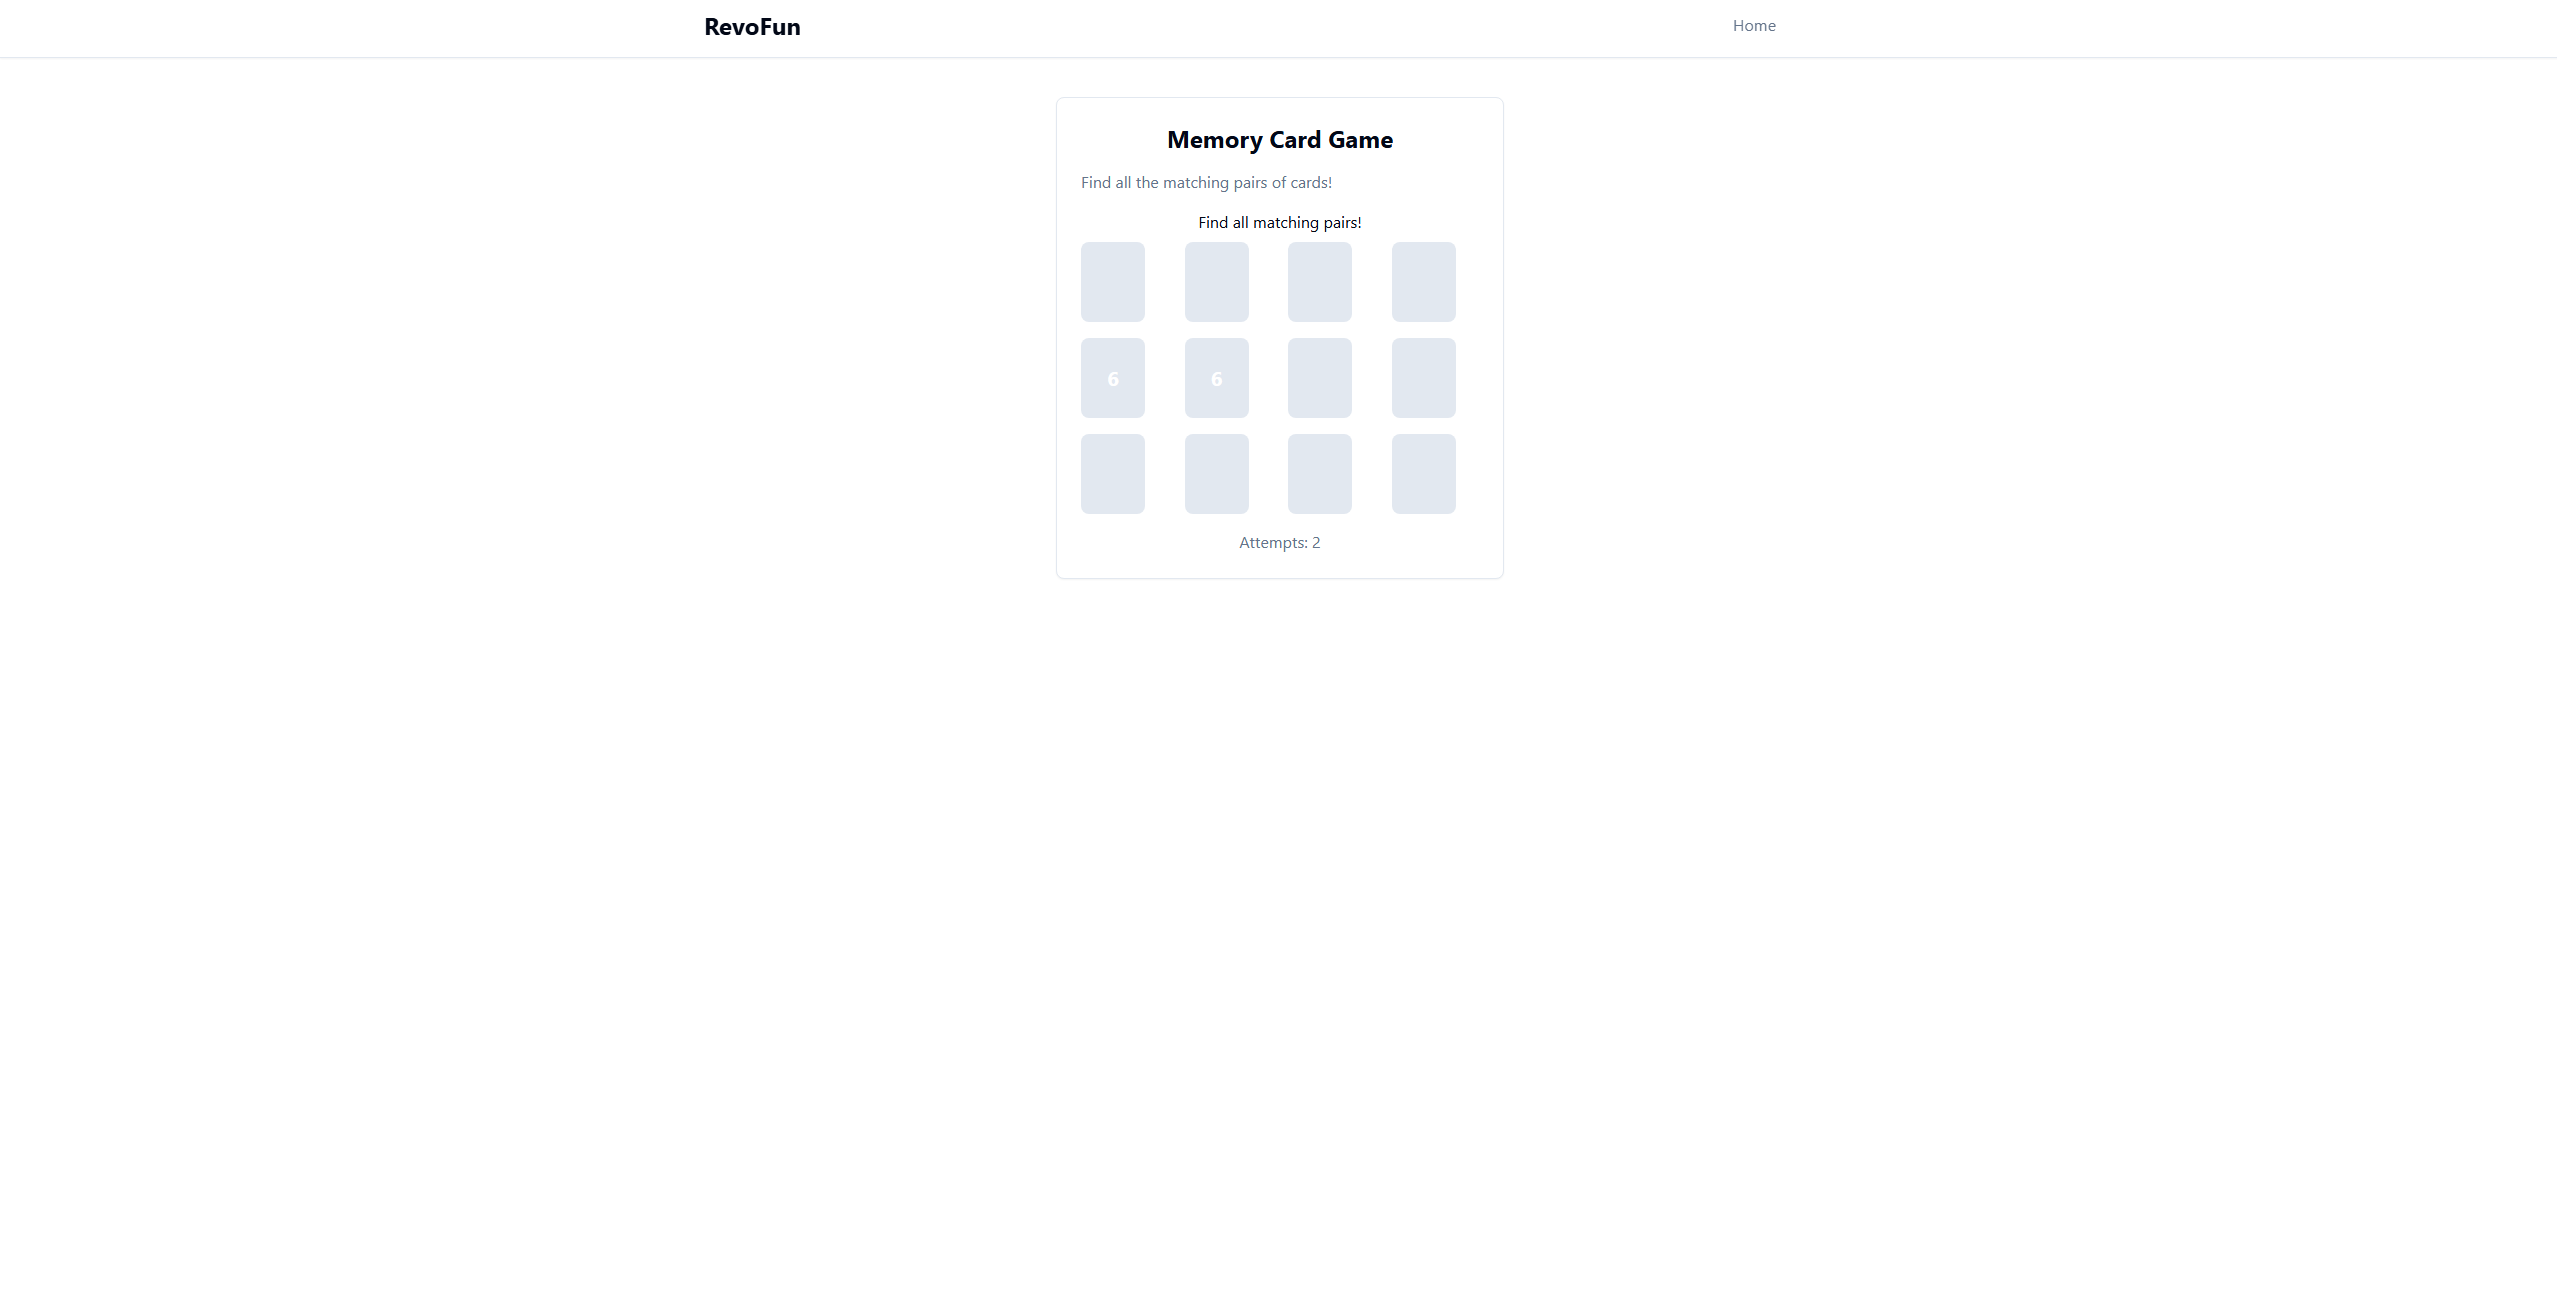 RevoFun
Home
Memory Card Game
Find all the matching pairs of cards!
Find all matching pairs!
6 6
Attempts: 2